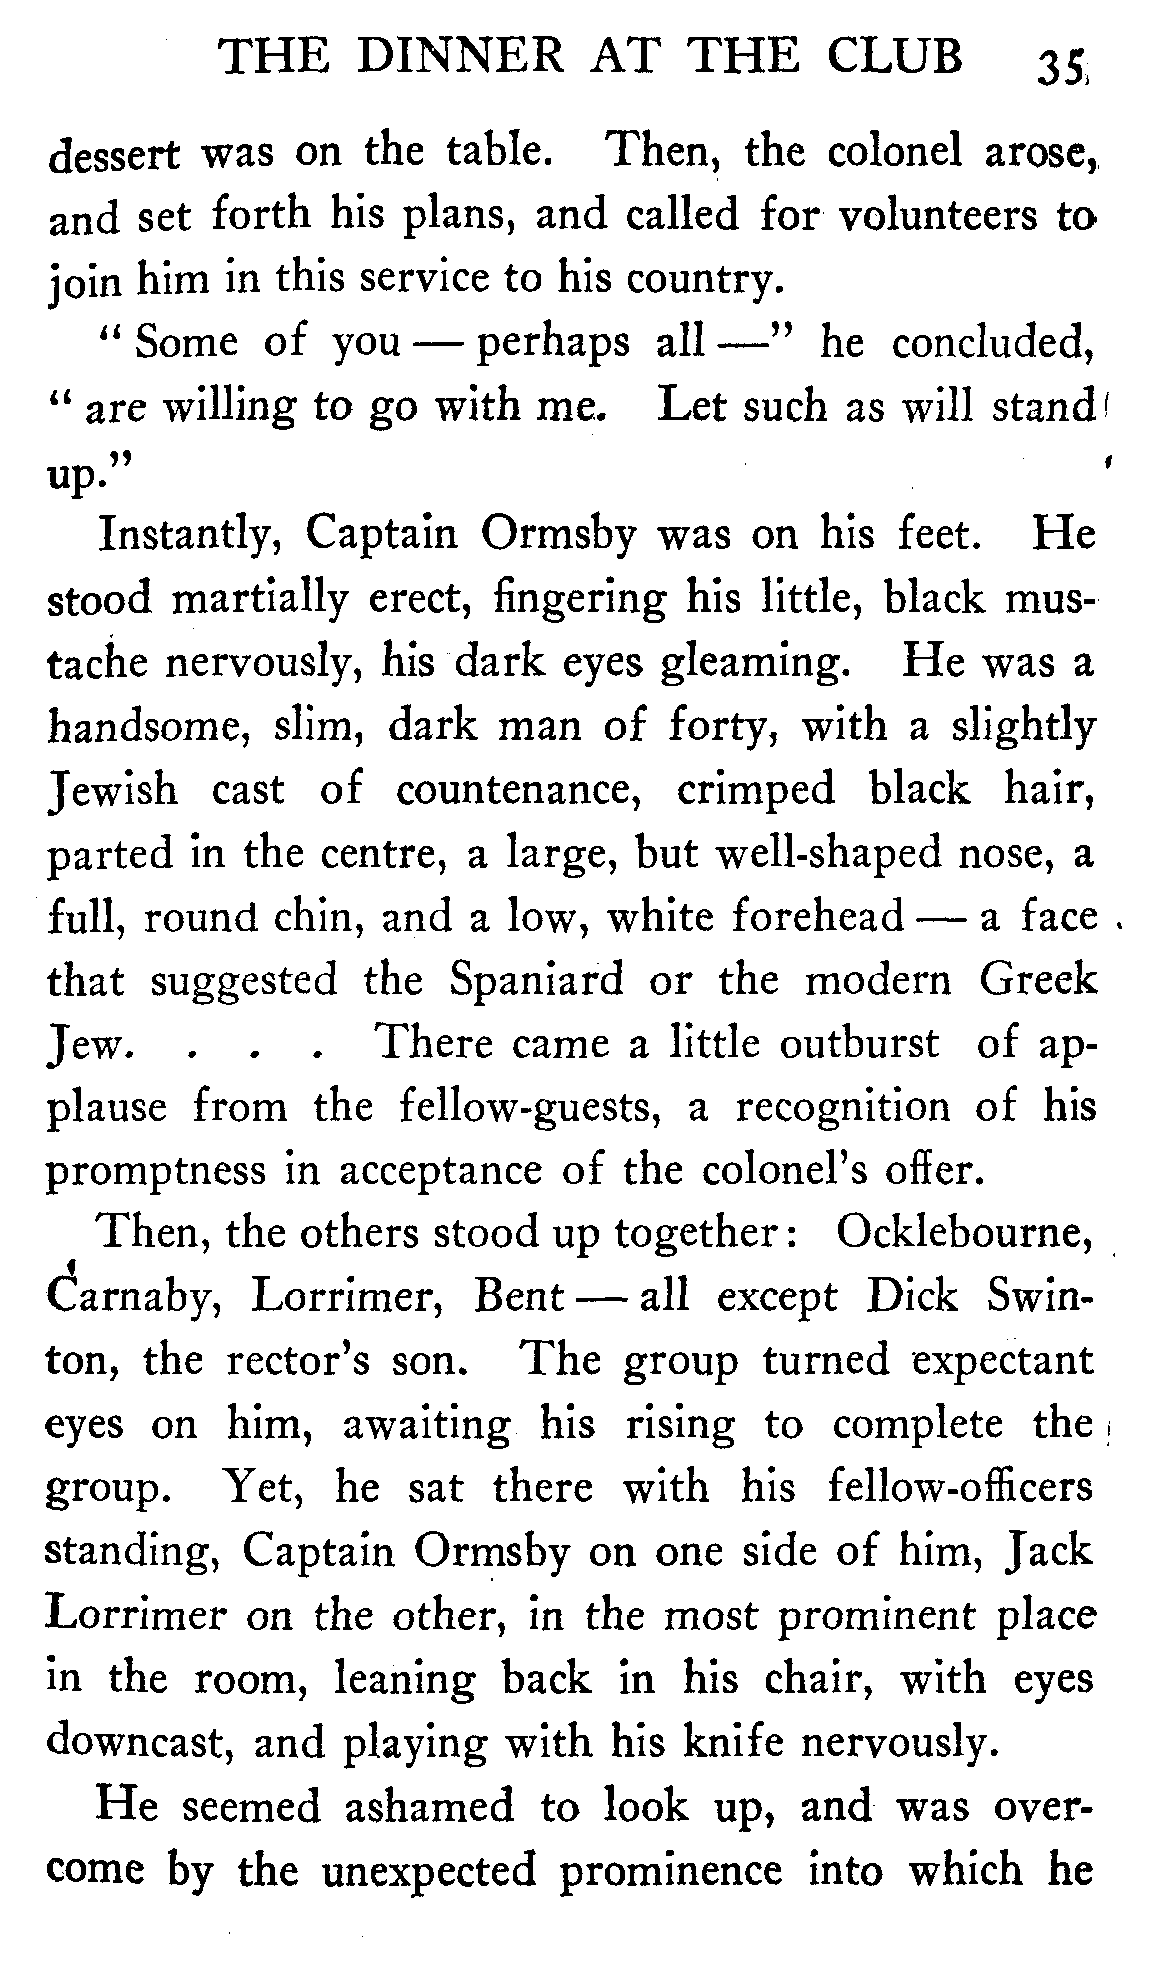 THE DINNER AT THE CLUB 35
dessert was on the table. Then, the colonel arose,
and set forth his plans, and called for volunteers to
join him in this service to his country.
“ Some of you — perhaps all —” he concluded,
“ are willing to go with me. Let such as will stand
up.”
Instantly, Captain Ormsby was on his feet. He
stood martially erect, fingering his little, black mus-
tache nervously, his dark eyes gleaming. He was a
handsome, slim, dark man of forty, with a slightly
Jewish cast of countenance, crimped black hair,
parted in the centre, a large, but well-shaped nose, a
full, round chin, and a low, white forehead — a face
that suggested the Spaniard or the modern Greek
Jew. . . . There came a little outburst of ap-
plause from the fellow-guests, a recognition of his
promptness in acceptance of the colonel’s offer.
Then, the others stood up together: Ocklebourne,
Carnaby, Lorrimer, Bent — all except Dick Swin-
ton, the rector’s son. The group turned expectant
eyes on him, awaiting his rising to complete the
group. Yet, he sat there with his fellow-officers
standing, Captain Ormsby on one side of him, Jack
Lorrimer on the other, in the most prominent place
in the room, leaning back in his chair, with eyes
downcast, and playing with his knife nervously.
He seemed ashamed to look up, and was over-
come by the unexpected prominence into which he